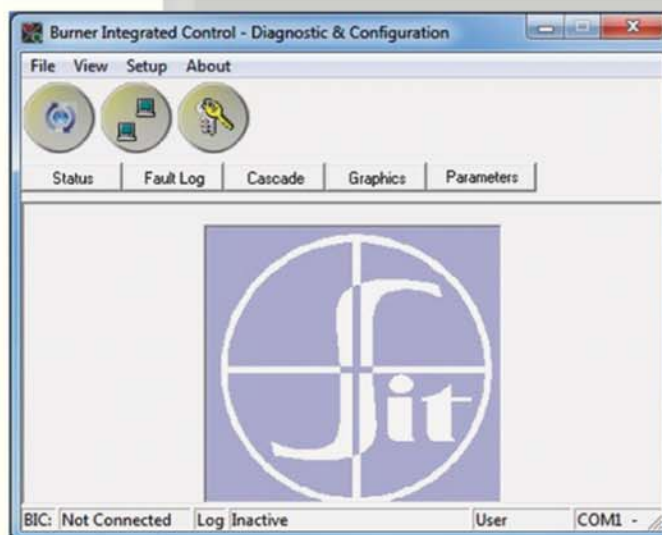 Burner Integrated Control - Diagnostic & Configuration
File View Setup About
Status Fault Log Cascade Graphics Parameters
Sit
BIC: Not Connected Log Inactive User COM1 -